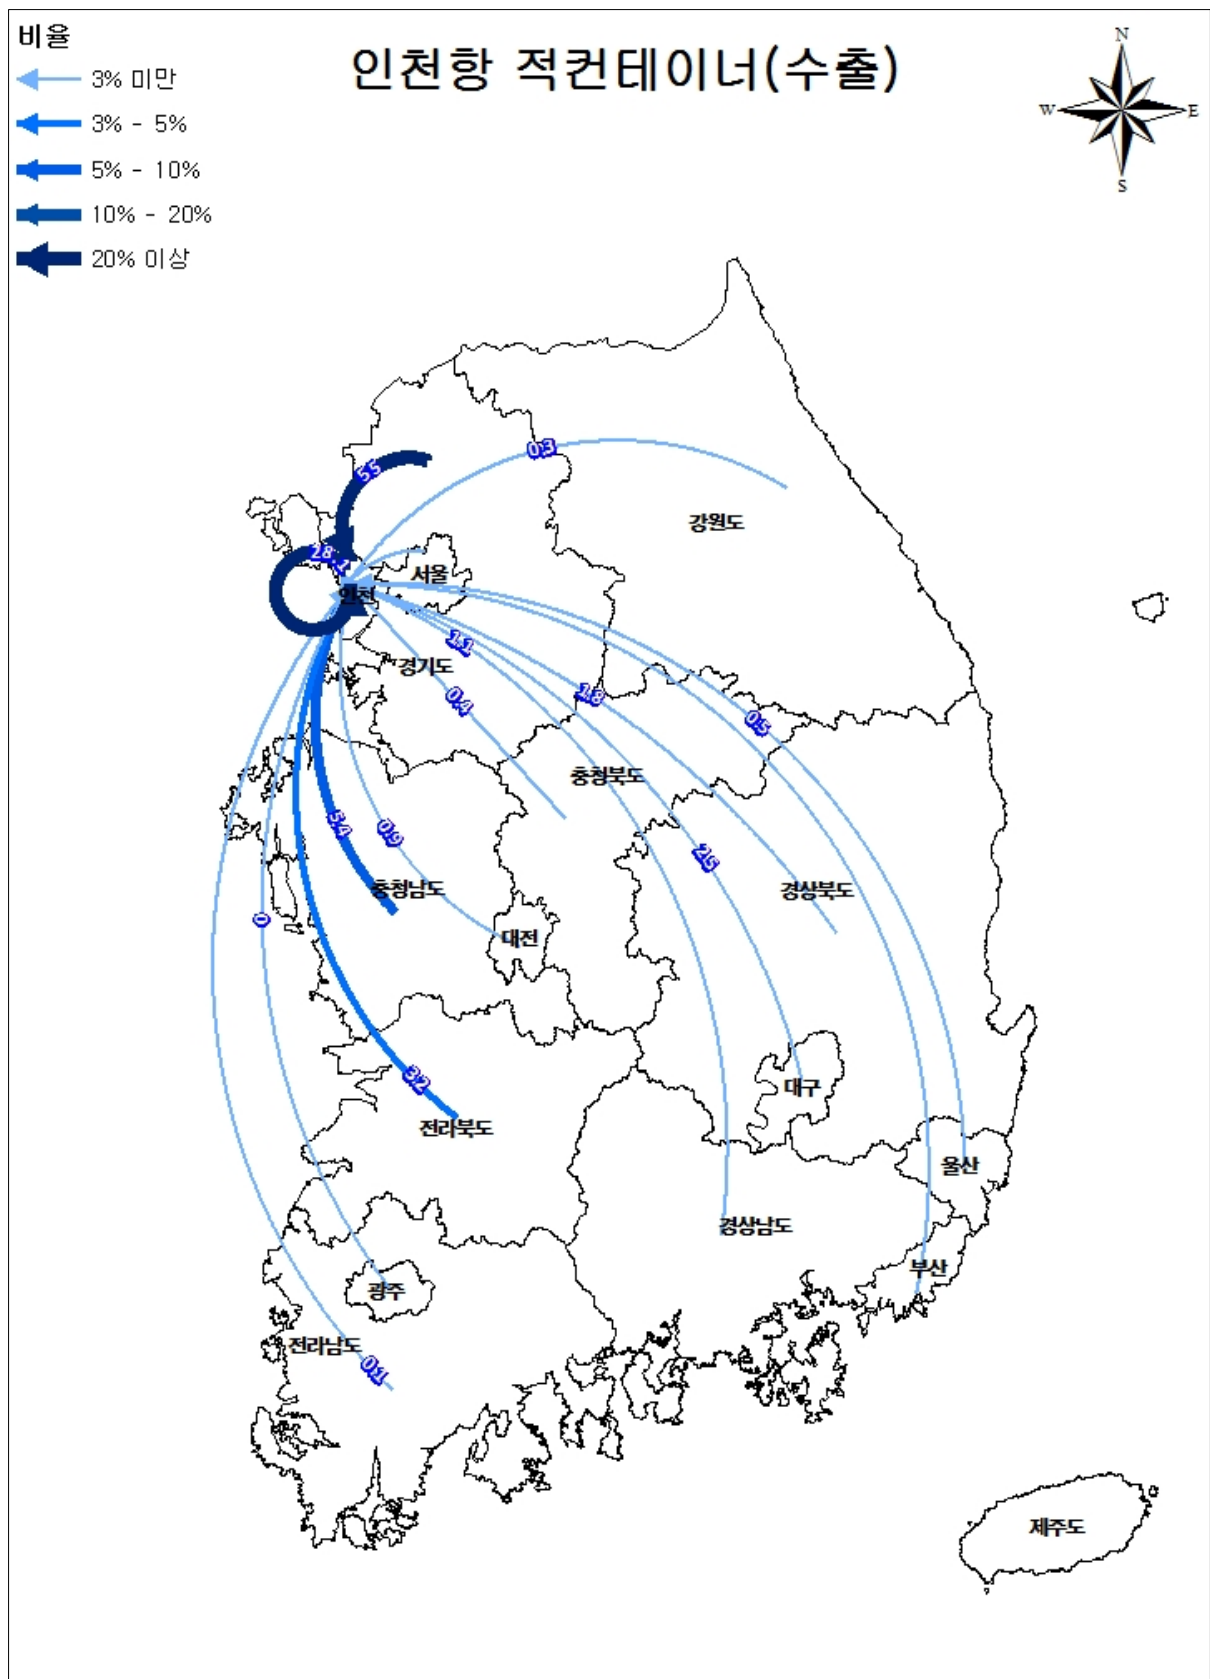 비율
3% 미만
3% - 5%
5% - 10%
10% - 20%
20% 이상
인천항 적컨테이너(수출)
N
W
E
S
0.3
55
강원도
서울
인천
1.1
경기도
0.4
1.8
0.5
충청북도
5.4
0.9
2.5
충청남도
경상북도
0
대전
3.2
대구
전라북도
울산
경상남도
부산
광주
전라남도
0.1
제주도